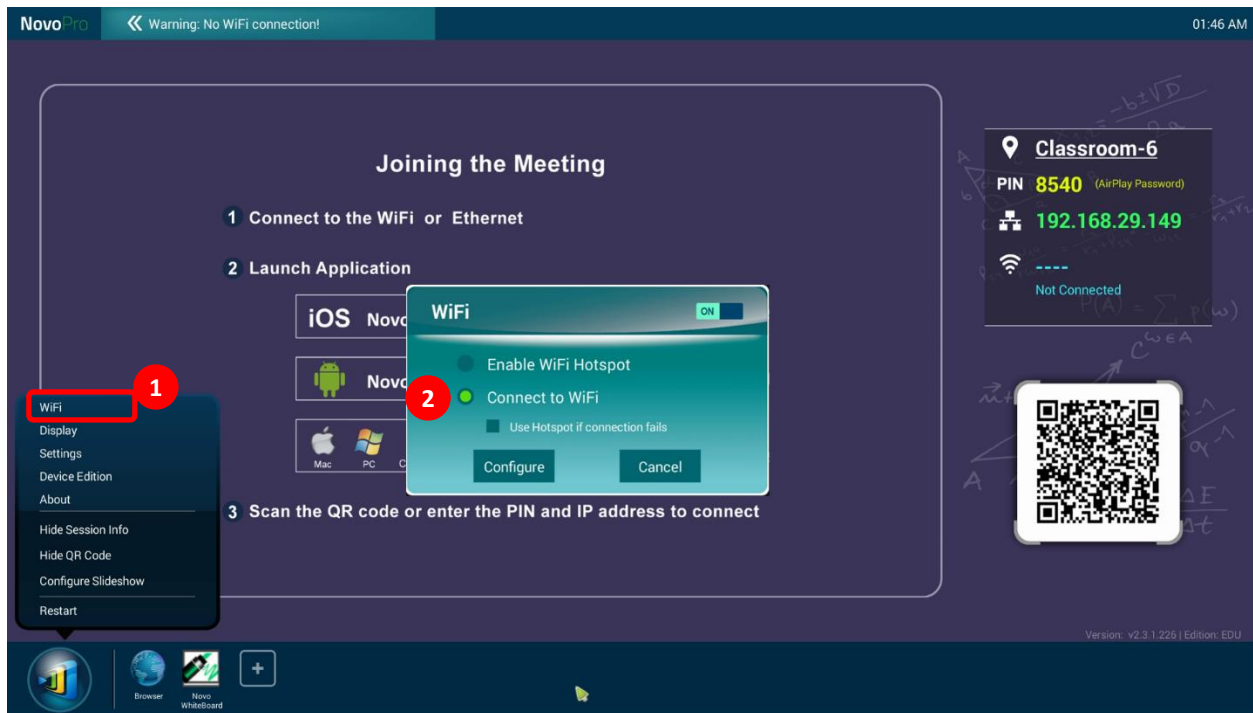 NovoPro
Warning: No WiFi connection!
01:46 AM
Joining the Meeting
1 Connect to the WiFi or Ethernet
2 Launch Application
iOS Novo
Novo
Mac PC C
3 Scan the QR code or enter the PIN and IP address to connect
WiFi
ON
Enable WiFi Hotspot
2
Connect to WiFi
Use Hotspot if connection fails
Configure Cancel
1
WiFi
Display
Settings
Device Edition
About
Hide Session Info
Hide QR Code
Configure Slideshow
Restart
Classroom-6
PIN 8540 (AirPlay Password)
192.168.29.149
----
Not Connected
Version: v2.3.1.226 | Edition: EDU
Browser
Novo
WhiteBoard